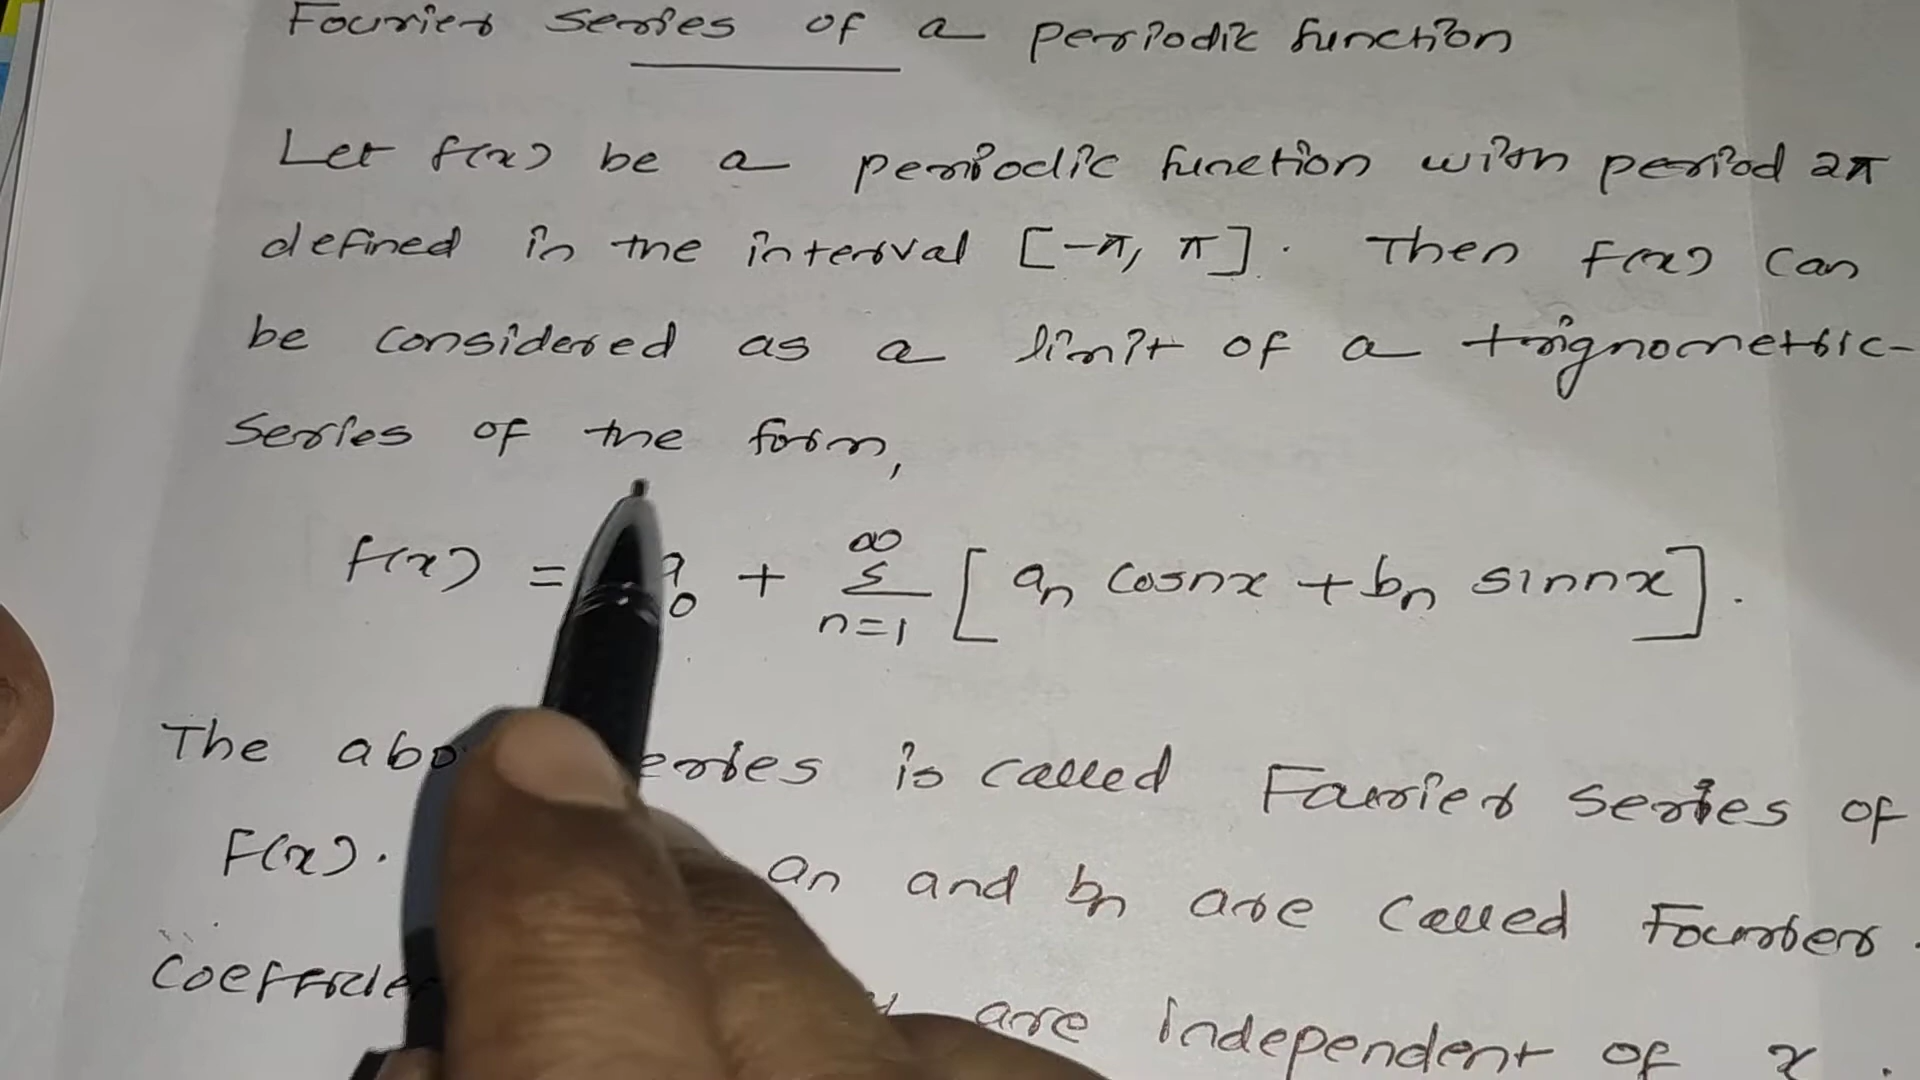 Fourier series of a periodic function
Let f(x) be a periodic function with period 2π
defined in the interval [-π, π]. Then f(x) can
be considered as a limit of a trignometric-
series of the form,
f(x) = a₀ + ∞ Σ n=1 [an cosnx + bn sinnx].
The series is called Fourier series of
F(x). an and bn are called Fourier
are independent of x.